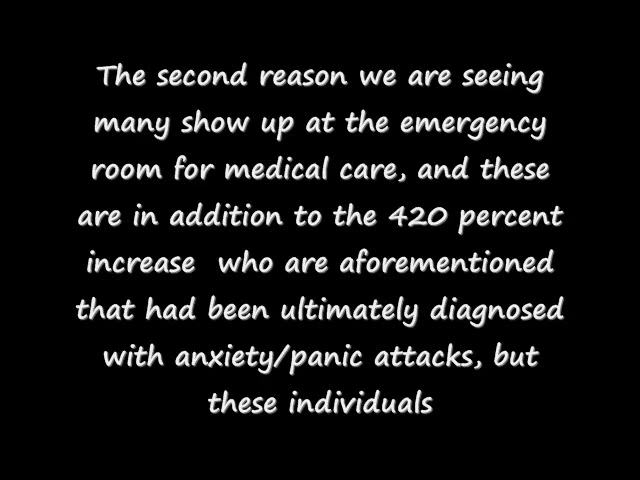 The second reason we are seeing
many show up at the emergency
room for medical care, and these
are in addition to the 420 percent
increase  who are aforementioned
that had been ultimately diagnosed
with anxiety/panic attacks, but
these individuals